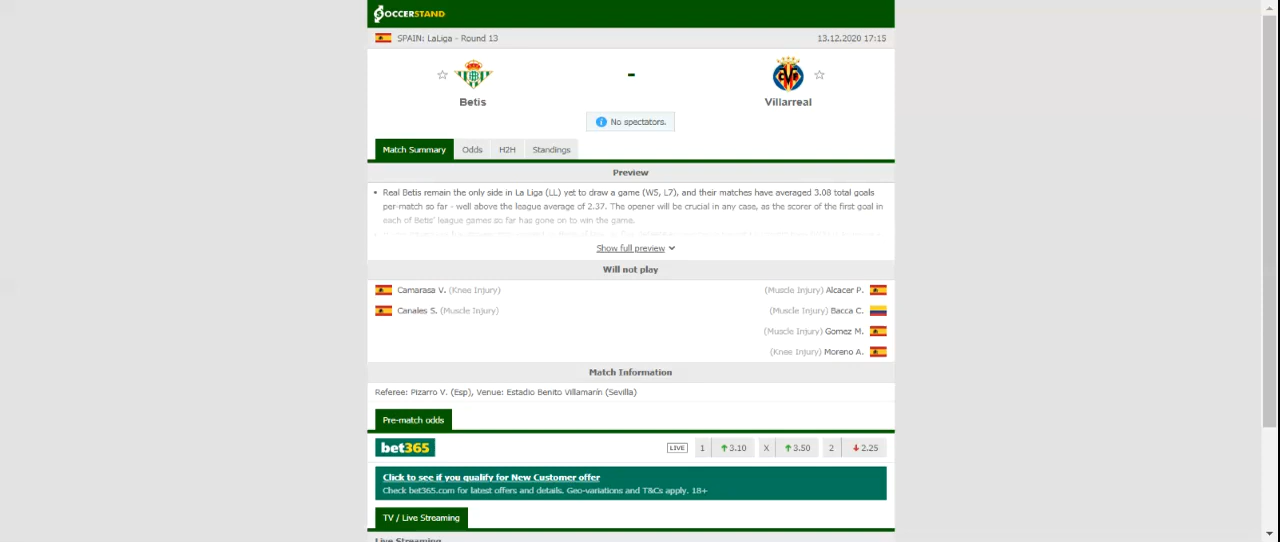 SOCCERSTAND
SPAIN: LaLiga - Round 13 13.12.2020 17:15
-
Betis Villarreal
No spectators.
Match Summary Odds H2H Standings
Preview
Real Betis remain the only side in La Liga (LL) yet to draw a game (W5, L7), and their matches have averaged 3.08 total goals
per-match so far - well above the league average of 2.37. The opener will be crucial in any case, as the scorer of the first goal in
each of Betis' league games so far has gone on to win the game.
Show full preview
Will not play
Camarasa V. (Knee Injury) (Muscle Injury) Alcacer P.
Canales S. (Muscle Injury) (Muscle Injury) Bacca C.
(Muscle Injury) Gomez M.
(Knee Injury) Moreno A.
Match Information
Referee: Pizarro V. (Esp), Venue: Estadio Benito Villamarín (Sevilla)
Pre-match odds
bet365 LIVE 1 3.10 X 3.50 2 2.25
Click to see if you qualify for New Customer offer
Check bet365.com for latest offers and details. Geo-variations and T&Cs apply. 18+
TV / Live Streaming
Live Streaming